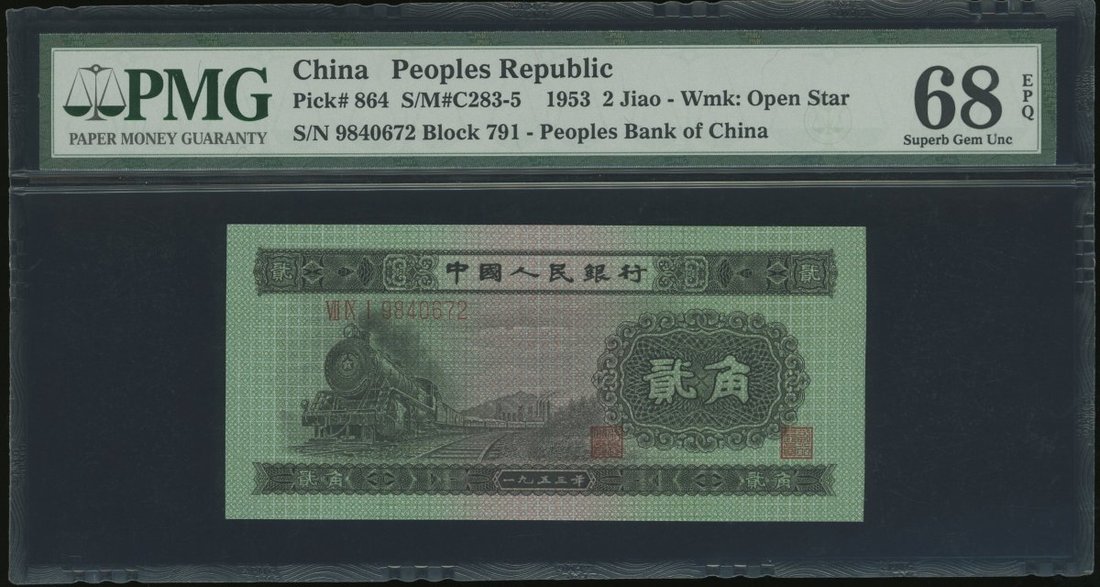 PMG
PAPER MONEY GUARANTY
China Peoples Republic
Pick# 864 S/M#C283-5 1953 2 Jiao - Wmk: Open Star
S/N 9840672 Block 791 - Peoples Bank of China
68
EPQ
Superb Gem Unc
貳 中國人民銀行 貳
VII IX I 9840672
貳角
貳角 一九五三年 貳角